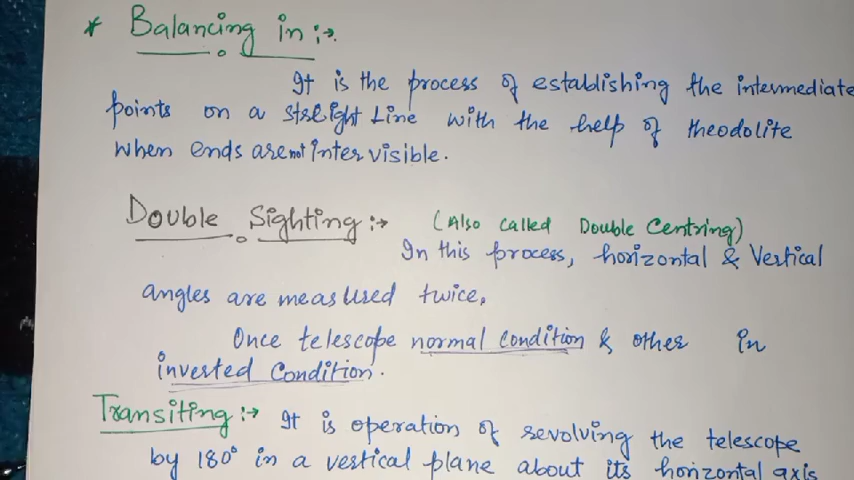 * Balancing in :→.
It is the process of establishing the intermediate
points on a streight Line with the help of theodolite
when ends are not inter visible.
Double Sighting :→ (Also called Double Centring)
In this process, horizontal & Vertical
angles are measured twice,
Once telescope normal condition & other in
inverted Condition.
Transiting :→ It is operation of revolving the telescope
by 180° in a vertical plane about its horizontal axis